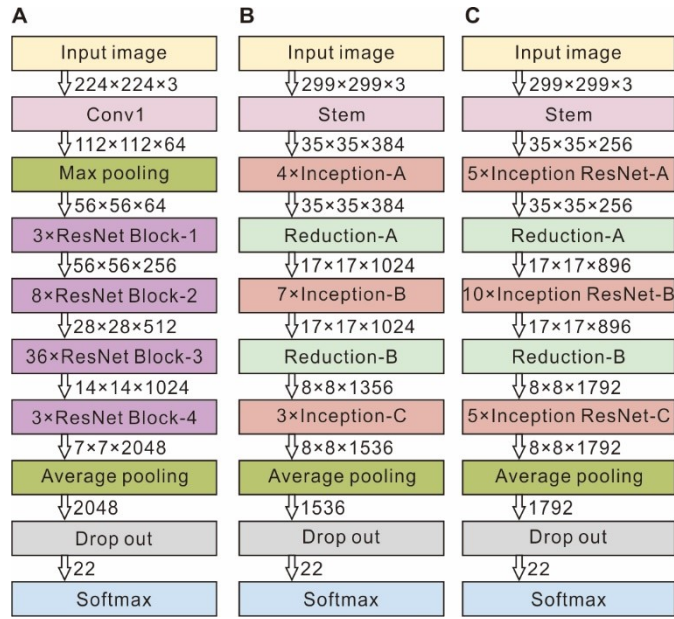 A
Input image
224×224×3
Conv1
112×112×64
Max pooling
56×56×64
3×ResNet Block-1
56×56×256
8×ResNet Block-2
28×28×512
36×ResNet Block-3
14×14×1024
3×ResNet Block-4
7×7×2048
Average pooling
2048
Drop out
22
Softmax
B
Input image
299×299×3
Stem
35×35×384
4×Inception-A
35×35×384
Reduction-A
17×17×1024
7×Inception-B
17×17×1024
Reduction-B
8×8×1356
3×Inception-C
8×8×1536
Average pooling
1536
Drop out
22
Softmax
C
Input image
299×299×3
Stem
35×35×256
5×Inception ResNet-A
35×35×256
Reduction-A
17×17×896
10×Inception ResNet-B
17×17×896
Reduction-B
8×8×1792
5×Inception ResNet-C
8×8×1792
Average pooling
1792
Drop out
22
Softmax